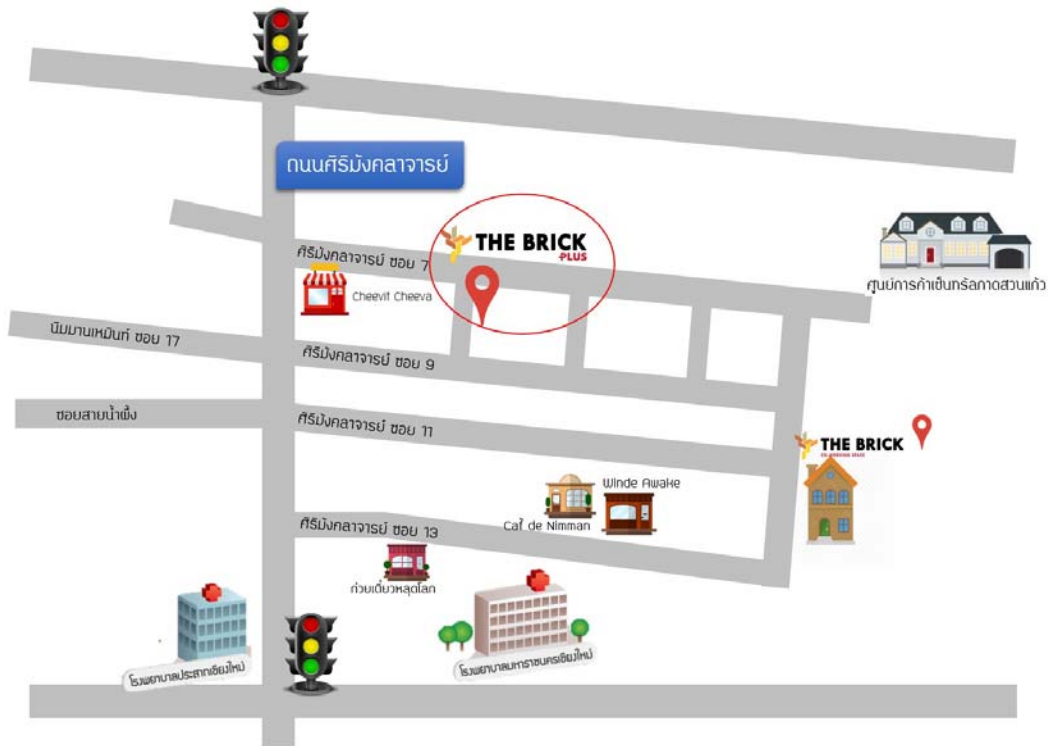 ถนนศิริมังคลาจารย์
THE BRICK
PLUS
ศิริมังคลาจารย์ ซอย 7
Cheevit Cheeva
ศูนย์การค้าเซ็นทรัลกาดสวนแก้ว
นิมมานเหมินท์ ซอย 17
ศิริมังคลาจารย์ ซอย 9
ซอยสายน้ำผึ้ง
ศิริมังคลาจารย์ ซอย 11
THE BRICK
Winde Awake
Caf de Nimman
ศิริมังคลาจารย์ ซอย 13
ก๋วยเตี๋ยวหลุดโลก
โรงพยาบาลประสาทเชียงใหม่
โรงพยาบาลมหาราชนครเชียงใหม่